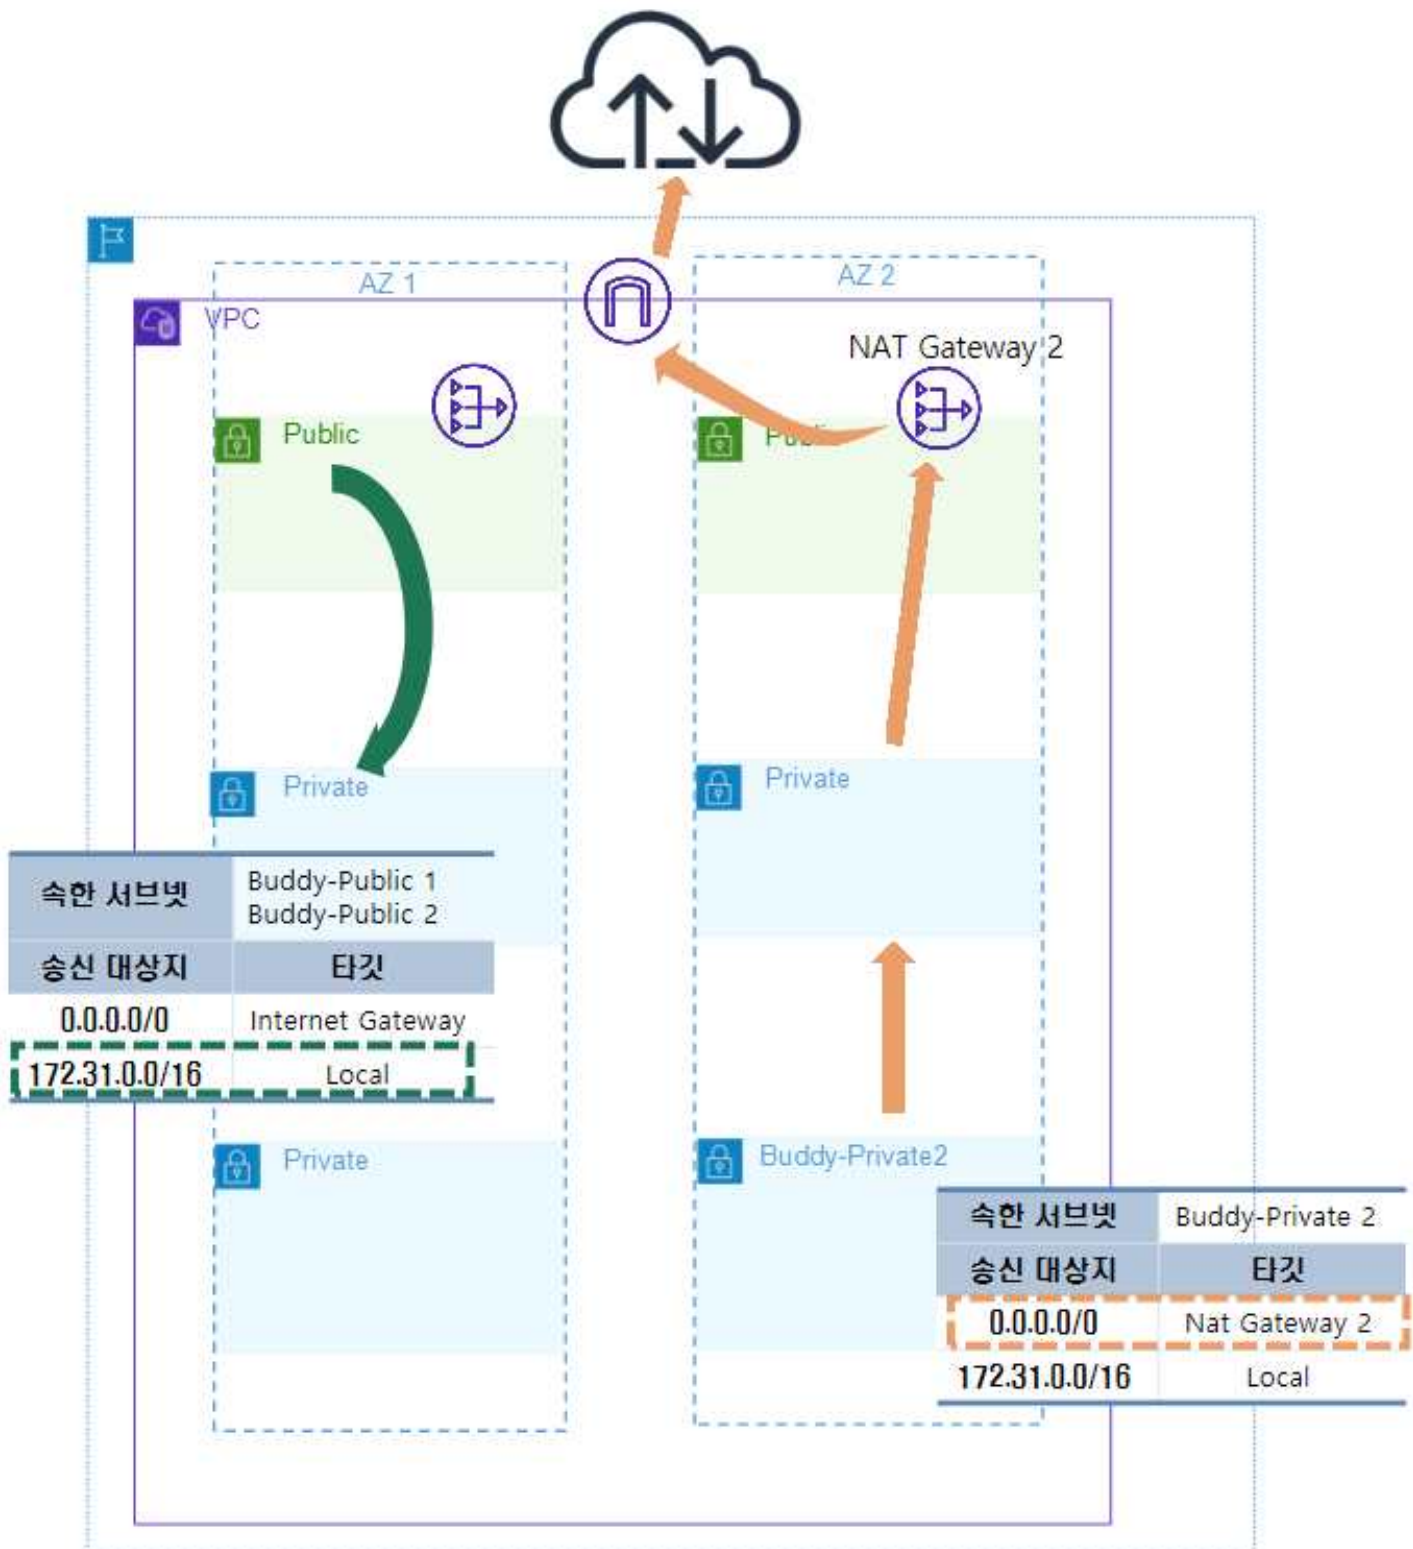 AZ 1
AZ 2
VPC
NAT Gateway 2
Public
Public
Private
Private
속한 서브넷
Buddy-Public 1
Buddy-Public 2
송신 대상지 타깃
0.0.0.0/0 Internet Gateway
172.31.0.0/16 Local
Private
Buddy-Private2
속한 서브넷 Buddy-Private 2
송신 대상지 타깃
0.0.0.0/0 Nat Gateway 2
172.31.0.0/16 Local